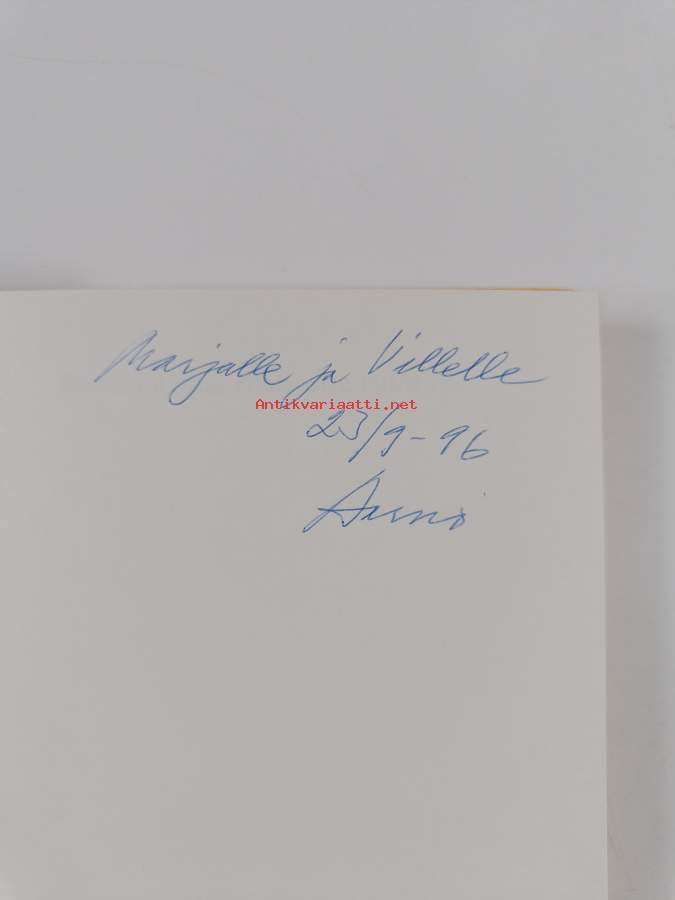 Marjalle ja Villelle
Antikvariaatti.net
23/9-96
Aarno